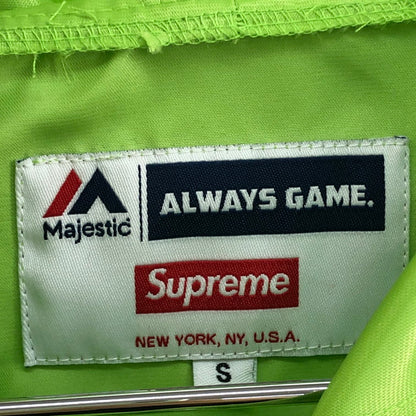 Majestic
ALWAYS GAME.
Supreme
NEW YORK, NY, U.S.A.
S